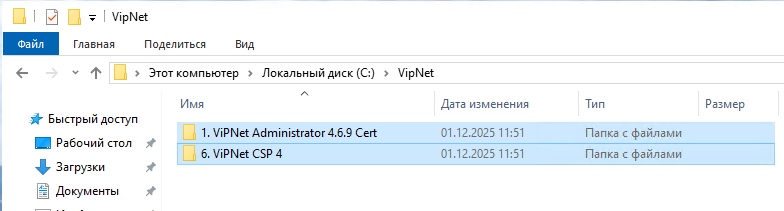 VipNet
Файл Главная Поделиться Вид
Этот компьютер Локальный диск (C:) VipNet
Имя Дата изменения Тип Размер
Быстрый доступ
1. ViPNet Administrator 4.6.9 Cert 01.12.2025 11:51 Папка с файлами
Рабочий стол
6. ViPNet CSP 4 01.12.2025 11:51 Папка с файлами
Загрузки
Документы